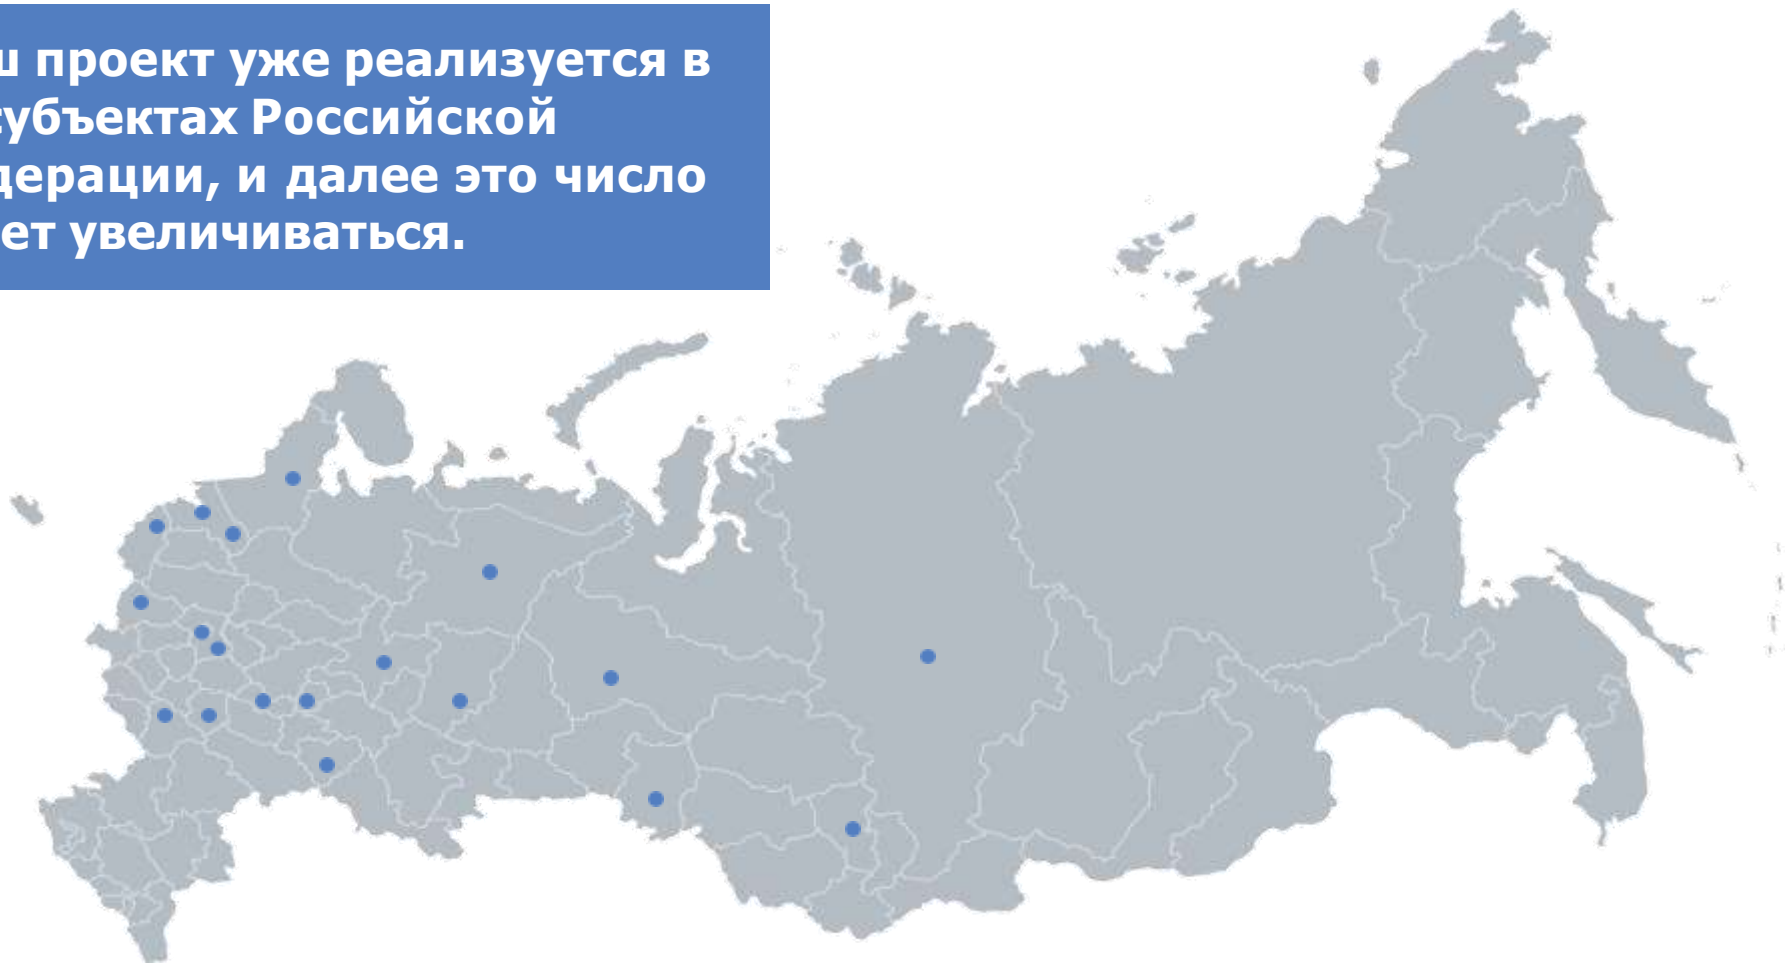 ш проект уже реализуется в
субъектах Российской
дерации, и далее это число
ет увеличиваться.